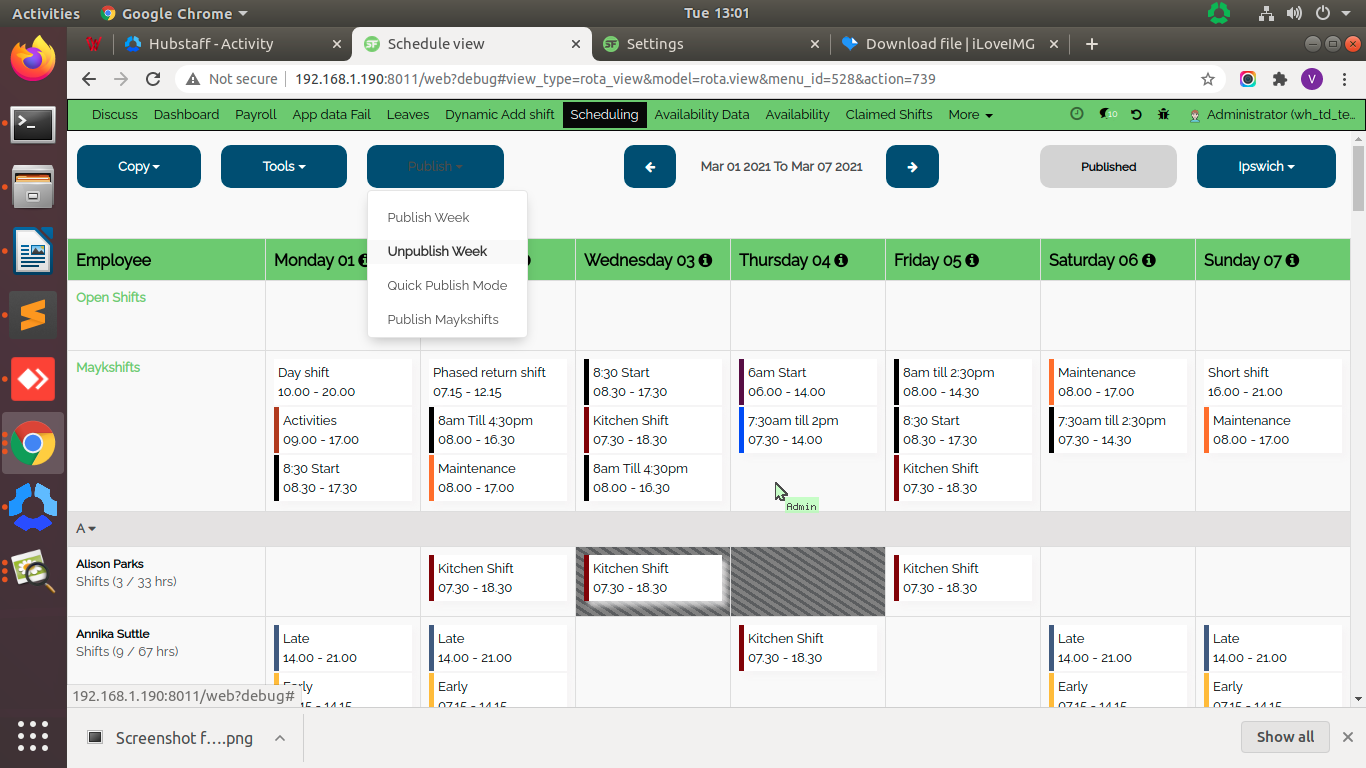 Activities
Google Chrome
Tue 13:01
Hubstaff - Activity
Schedule view
Settings
Download file | iLoveIMG
Not secure
192.168.1.190:8011/web?debug#view_type=rota_view&model=rota.view&menu_id=528&action=739
V
Discuss
Dashboard
Payroll
App data Fail
Leaves
Dynamic Add shift
Scheduling
Availability Data
Availability
Claimed Shifts
More
10
Administrator (wh_td_te...
Copy
Tools
Publish
Mar 01 2021 To Mar 07 2021
Published
Ipswich
Publish Week
Unpublish Week
Quick Publish Mode
Publish Maykshifts
Employee
Monday 01
Wednesday 03
Thursday 04
Friday 05
Saturday 06
Sunday 07
Open Shifts
Maykshifts
Day shift
10.00 - 20.00
Activities
09.00 - 17.00
8:30 Start
08.30 - 17.30
Phased return shift
07.15 - 12.15
8am Till 4:30pm
08.00 - 16.30
Maintenance
08.00 - 17.00
8:30 Start
08.30 - 17.30
Kitchen Shift
07.30 - 18.30
8am Till 4:30pm
08.00 - 16.30
6am Start
06.00 - 14.00
7:30am till 2pm
07.30 - 14.00
Admin
8am till 2:30pm
08.00 - 14.30
8:30 Start
08.30 - 17.30
Kitchen Shift
07.30 - 18.30
Maintenance
08.00 - 17.00
7:30am till 2:30pm
07.30 - 14.30
Short shift
16.00 - 21.00
Maintenance
08.00 - 17.00
A
Alison Parks
Shifts (3 / 33 hrs)
Kitchen Shift
07.30 - 18.30
Kitchen Shift
07.30 - 18.30
Kitchen Shift
07.30 - 18.30
Annika Suttle
Shifts (9 / 67 hrs)
Late
14.00 - 21.00
Early
07.15 - 14.15
Late
14.00 - 21.00
Early
07.15 - 14.15
Kitchen Shift
07.30 - 18.30
Late
14.00 - 21.00
Early
07.15 - 14.15
Late
14.00 - 21.00
Early
07.15 - 14.15
192.168.1.190:8011/web?debug#
Screenshot f....png
Show all